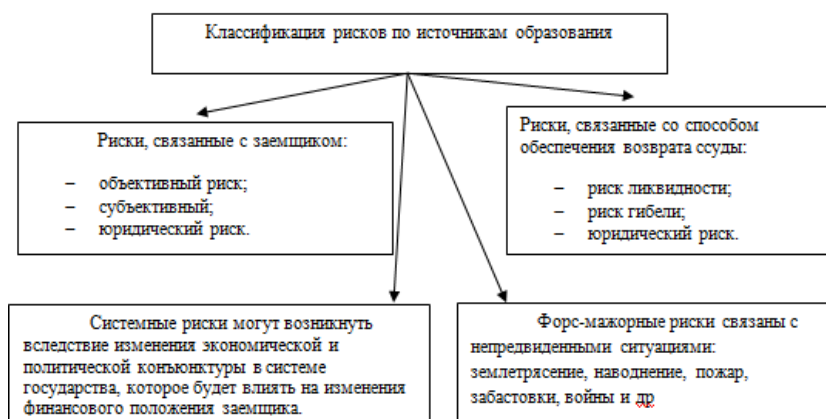 Классификация рисков по источникам образования
Риски, связанные с заемщиком:
– объективный риск;
– субъективный;
– юридический риск.
Риски, связанные со способом
обеспечения возврата ссуды:
– риск ликвидности;
– риск гибели;
– юридический риск.
Системные риски могут возникнуть
вследствие изменения экономической и
политической конъюнктуры в системе
государства, которое будет влиять на изменения
финансового положения заемщика.
Форс-мажорные риски связаны с
непредвиденными ситуациями:
землетрясение, наводнение, пожар,
забастовки, войны и др